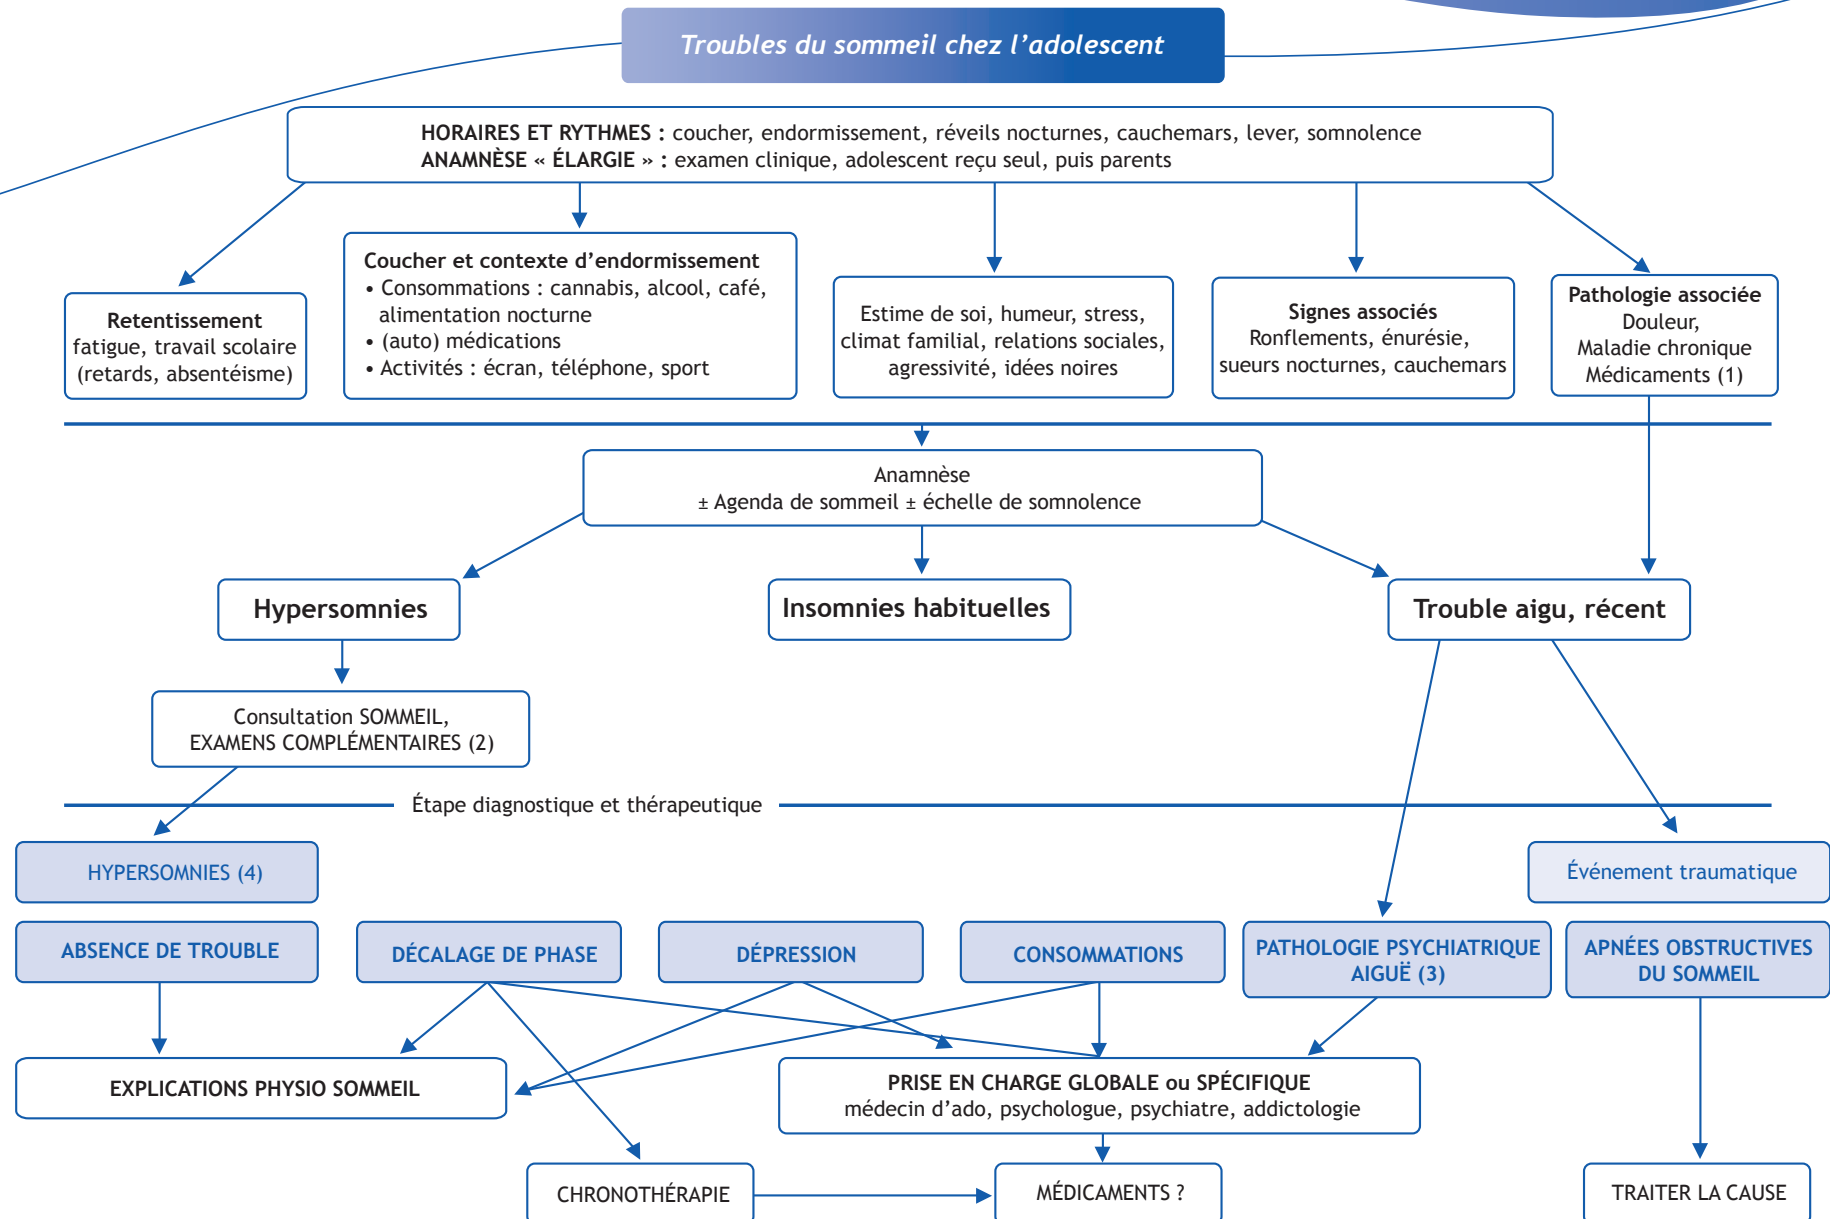 Troubles du sommeil chez l’adolescent
HORAIRES ET RYTHMES : coucher, endormissement, réveils nocturnes, cauchemars, lever, somnolence
ANAMNÈSE « ÉLARGIE » : examen clinique, adolescent reçu seul, puis parents
Retentissement
fatigue, travail scolaire
(retards, absentéisme)
Coucher et contexte d’endormissement
• Consommations : cannabis, alcool, café,
alimentation nocturne
• (auto) médications
• Activités : écran, téléphone, sport
Estime de soi, humeur, stress,
climat familial, relations sociales,
agressivité, idées noires
Signes associés
Ronflements, énurésie,
sueurs nocturnes, cauchemars
Pathologie associée
Douleur,
Maladie chronique
Médicaments (1)
Anamnèse
± Agenda de sommeil ± échelle de somnolence
Hypersomnies
Insomnies habituelles
Trouble aigu, récent
Consultation SOMMEIL,
EXAMENS COMPLÉMENTAIRES (2)
Étape diagnostique et thérapeutique
HYPERSOMNIES (4)
Événement traumatique
ABSENCE DE TROUBLE
DÉCALAGE DE PHASE
DÉPRESSION
CONSOMMATIONS
PATHOLOGIE PSYCHIATRIQUE
AIGUË (3)
APNÉES OBSTRUCTIVES
DU SOMMEIL
EXPLICATIONS PHYSIO SOMMEIL
PRISE EN CHARGE GLOBALE ou SPÉCIFIQUE
médecin d’ado, psychologue, psychiatre, addictologie
CHRONOTHÉRAPIE
MÉDICAMENTS ?
TRAITER LA CAUSE